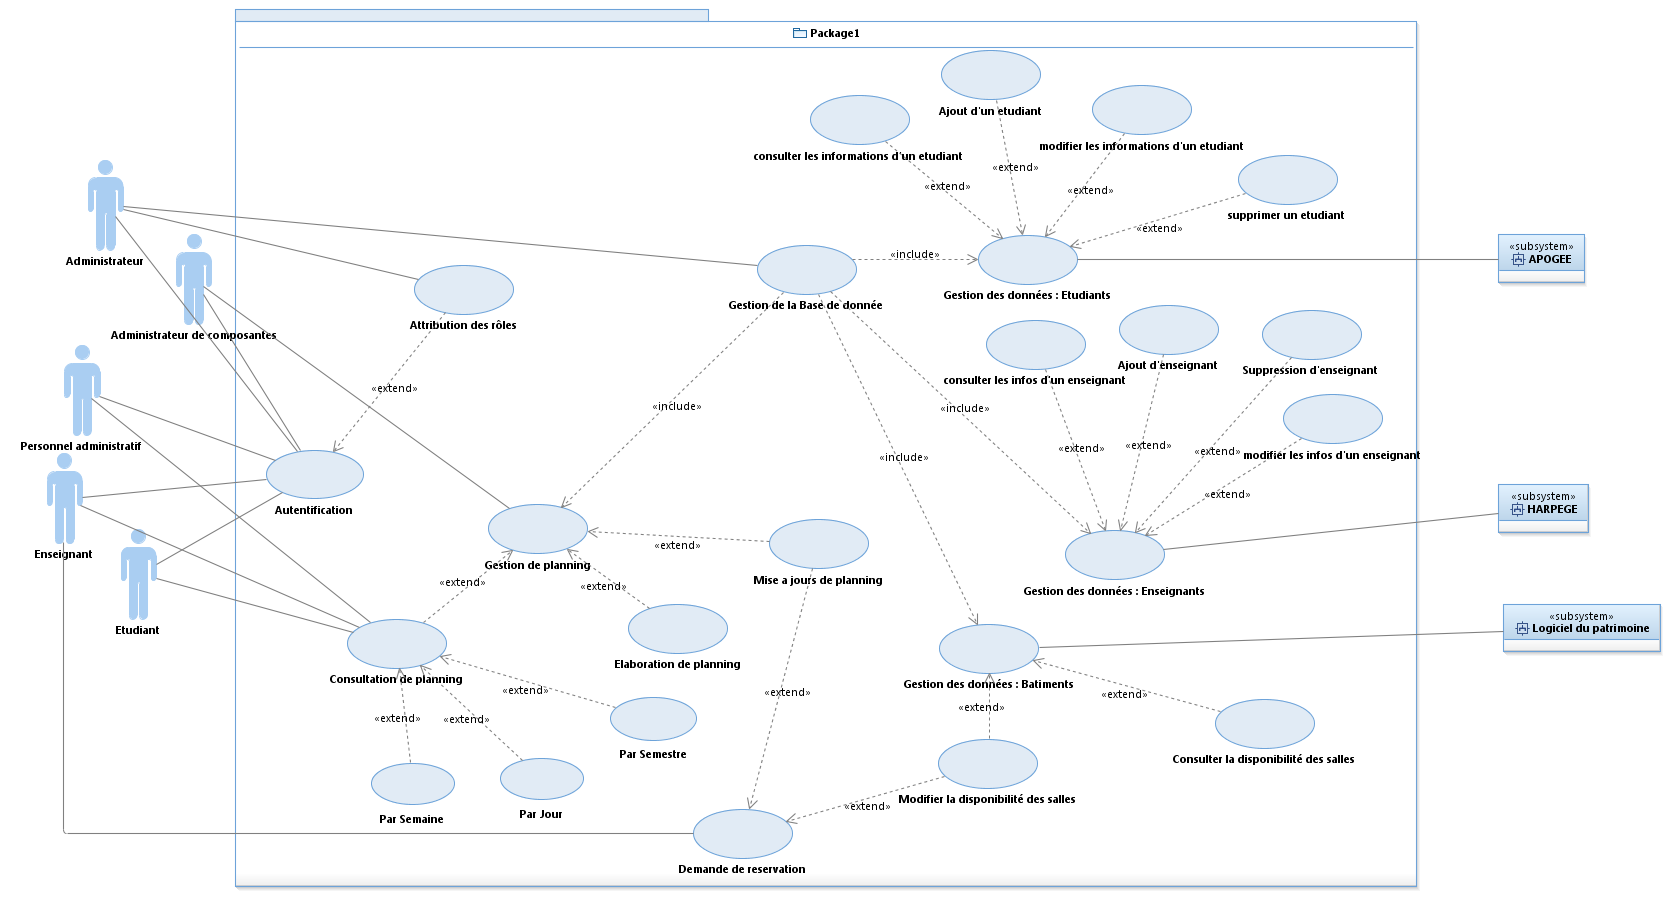 Package1
Ajout d'un etudiant
consulter les informations d'un etudiant
modifier les informations d'un etudiant
«extend»
«extend»
«extend»
supprimer un etudiant
«extend»
Administrateur
«include»
«subsystem»
APOGEE
Gestion des données : Etudiants
Gestion de la Base de donnée
Attribution des rôles
Administrateur de composantes
Ajout d'enseignant
Suppression d'enseignant
consulter les infos d'un enseignant
«extend»
«include»
«include»
Personnel administratif
«extend»
«extend»
«extend»
modifier les infos d'un enseignant
«include»
«extend»
«subsystem»
HARPEGE
Autentification
Enseignant
«extend»
Gestion de planning
Mise a jours de planning
«extend»
«extend»
Gestion des données : Enseignants
«subsystem»
Logiciel du patrimoine
Etudiant
Elaboration de planning
Consultation de planning
Gestion des données : Batiments
«extend»
«extend»
«extend»
«extend»
«extend»
«extend»
Par Semestre
Consulter la disponibilité des salles
Modifier la disponibilité des salles
«extend»
Par Jour
Par Semaine
Demande de reservation